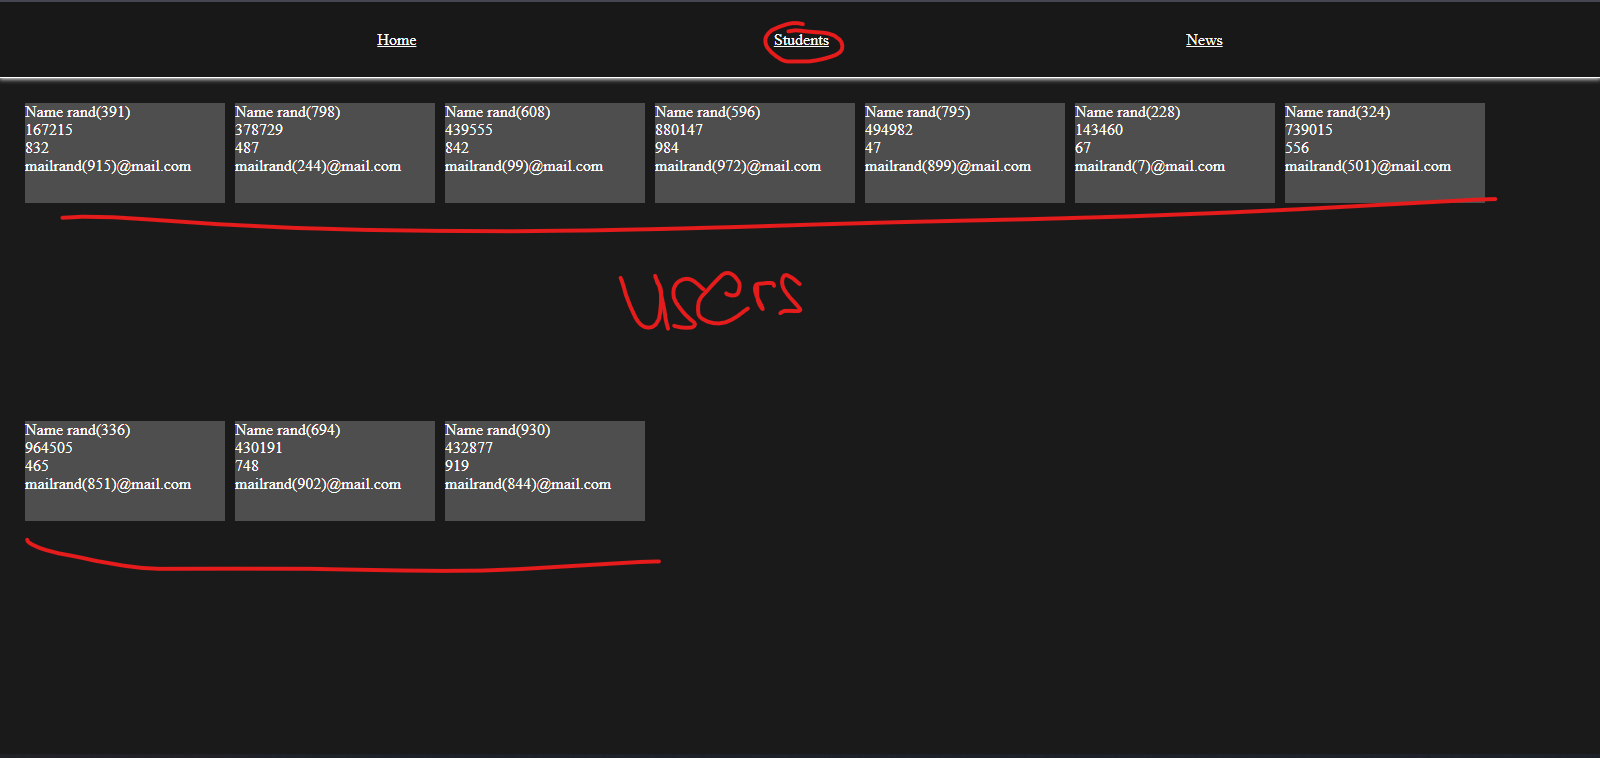 Home Students News
Name rand(391)
167215
832
mailrand(915)@mail.com
Name rand(798)
378729
487
mailrand(244)@mail.com
Name rand(608)
439555
842
mailrand(99)@mail.com
Name rand(596)
880147
984
mailrand(972)@mail.com
Name rand(795)
494982
47
mailrand(899)@mail.com
Name rand(228)
143460
67
mailrand(7)@mail.com
Name rand(324)
739015
556
mailrand(501)@mail.com
users
Name rand(336)
964505
465
mailrand(851)@mail.com
Name rand(694)
430191
748
mailrand(902)@mail.com
Name rand(930)
432877
919
mailrand(844)@mail.com